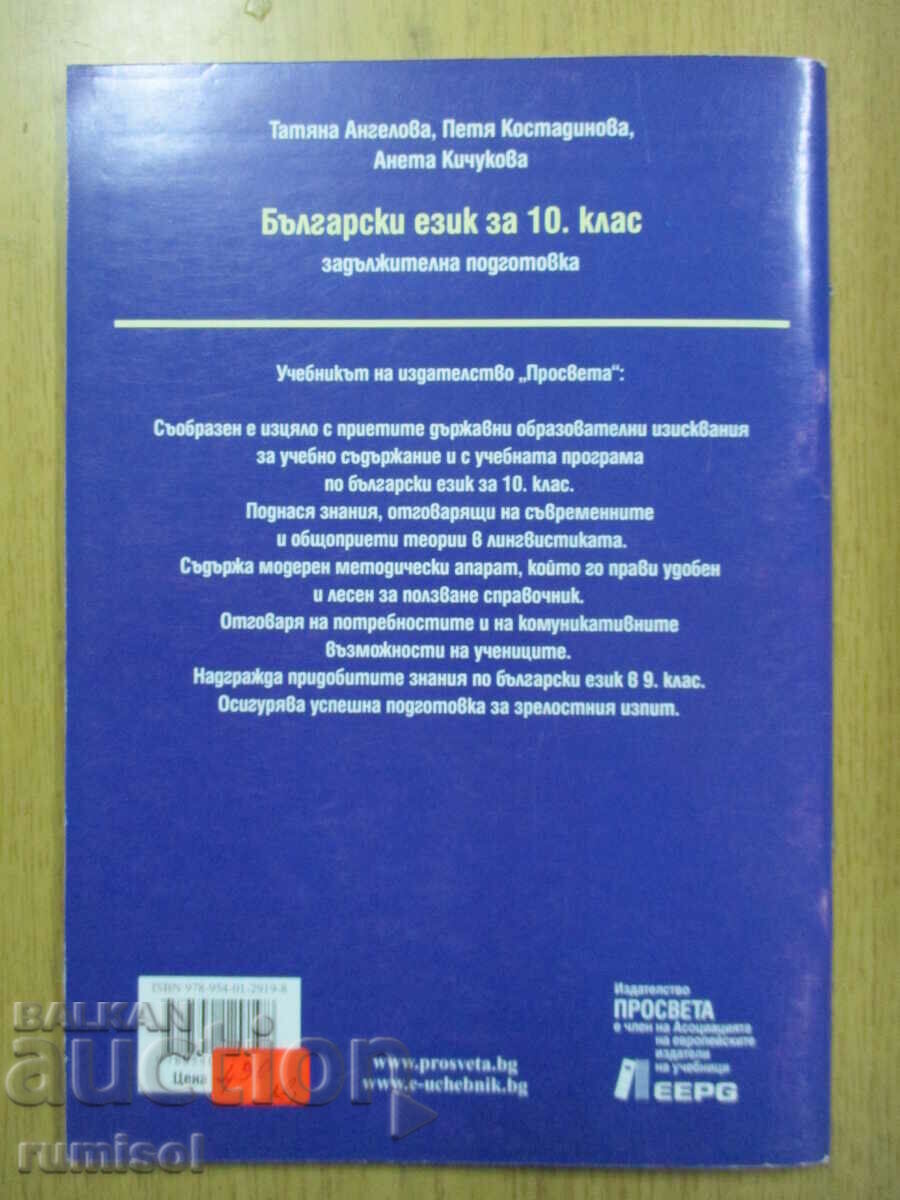 Татяна Ангелова, Петя Костадинова,
Анета Кичукова
Български език за 10. клас
задължителна подготовка
Учебникът на издателство „Просвета“:
Съобразен е изцяло с приетите държавни образователни изисквания
за учебно съдържание и с учебната програма
по български език за 10. клас.
Поднася знания, отговарящи на съвременните
и общоприети теории в лингвистиката.
Съдържа модерен методически апарат, който го прави удобен
и лесен за ползване справочник.
Отговаря на потребностите и на комуникативните
възможности на учениците.
Надгражда придобитите знания по български език в 9. клас.
Осигурява успешна подготовка за зрелостния изпит.
ISBN 978-954-01-2919-8
Цена
www.prosveta.bg
www.e-uchebnik.bg
Издателство
ПРОСВЕТА
е член на Асоциацията
на европейските
издатели
на учебници
EEPG
BALKAN
auction
rumisol